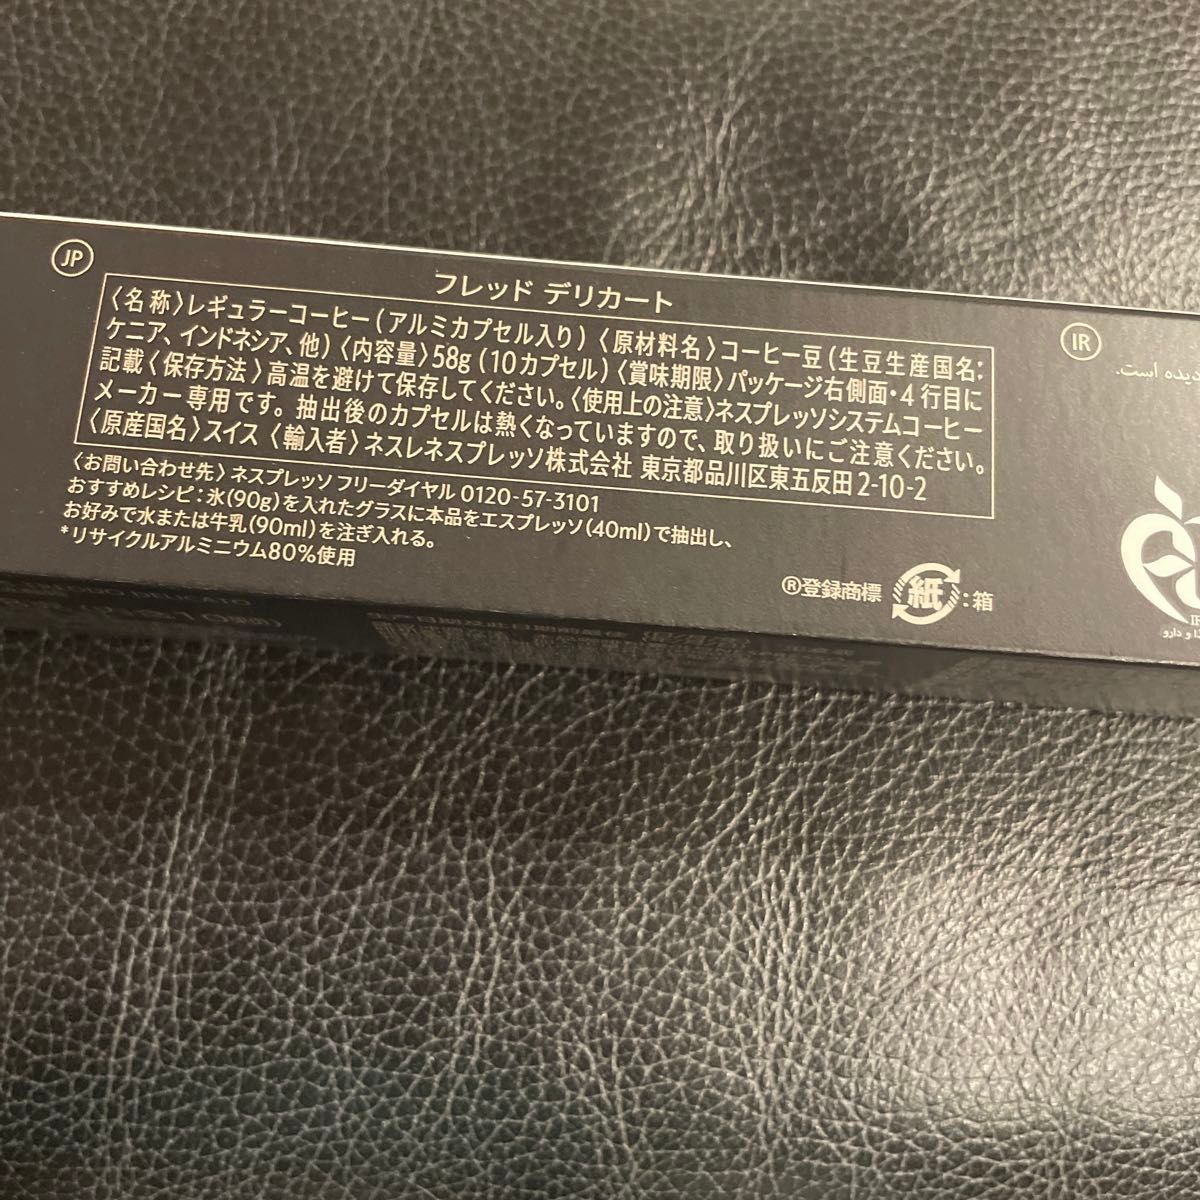 JP
フレッド デリカート
〈名称〉レギュラーコーヒー(アルミカプセル入り)〈原材料名〉コーヒー豆(生豆生産国名:
ケニア、インドネシア、他)〈内容量〉58g(10カプセル)〈賞味期限〉パッケージ右側面・4行目に
記載〈保存方法〉高温を避けて保存してください。〈使用上の注意〉ネスプレッソシステムコーヒー
メーカー専用です。抽出後のカプセルは熱くなっていますので、取り扱いにご注意ください。
〈原産国名〉スイス〈輸入者〉ネスレネスプレッソ株式会社 東京都品川区東五反田2-10-2
〈お問い合わせ先〉ネスプレッソ フリーダイヤル 0120-57-3101
おすすめレシピ:氷(90g)を入れたグラスに本品をエスプレッソ(40ml)で抽出し、
お好みで水または牛乳(90ml)を注ぎ入れる。
*リサイクルアルミニウム80%使用
®登録商標 紙:箱
IR
دیده است.
و دارو